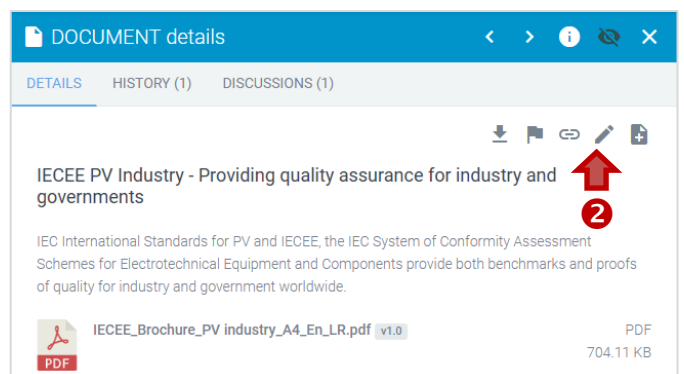 DOCUMENT details
DETAILS HISTORY (1) DISCUSSIONS (1)
IECEE PV Industry - Providing quality assurance for industry and
governments
2
IEC International Standards for PV and IECEE, the IEC System of Conformity Assessment
Schemes for Electrotechnical Equipment and Components provide both benchmarks and proofs
of quality for industry and government worldwide.
IECEE_Brochure_PV industry_A4_En_LR.pdf v1.0 PDF
PDF 704.11 KB